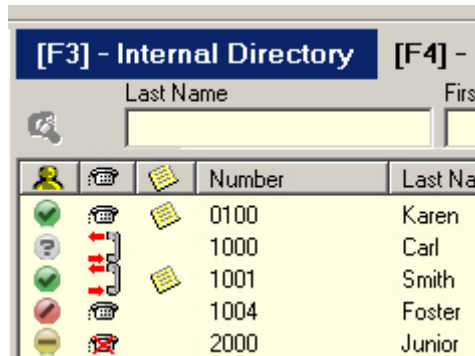 [F3] - Internal Directory [F4] -
Last Name Firs
Number Last Na
0100 Karen
1000 Carl
1001 Smith
1004 Foster
2000 Junior